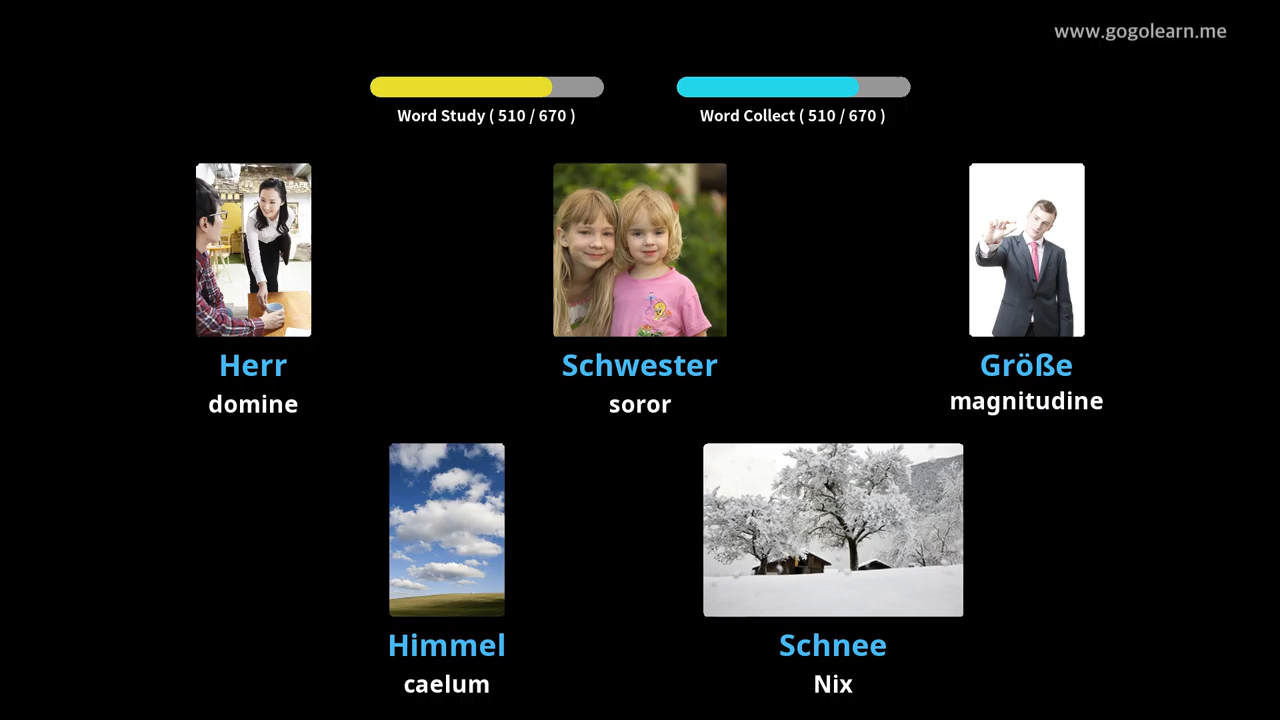 www.gogolearn.me
Word Study ( 510 / 670 )
Word Collect ( 510 / 670 )
Herr
domine
Schwester
soror
Größe
magnitudine
Himmel
caelum
Schnee
Nix